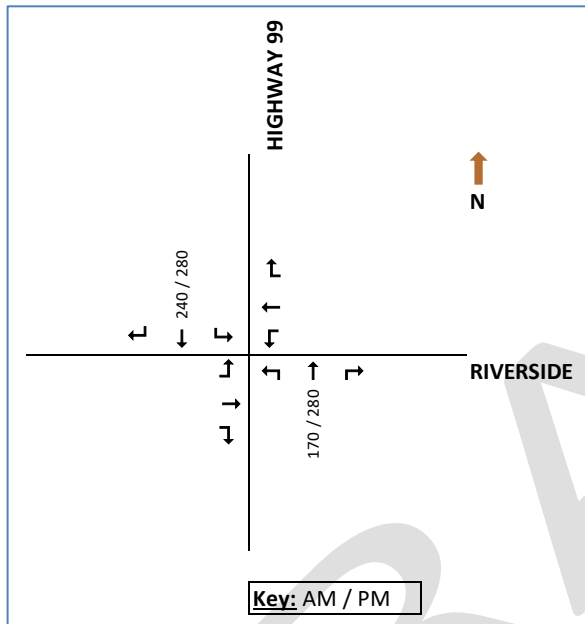 HIGHWAY 99
N
240 / 280
RIVERSIDE
170 / 280
Key: AM / PM